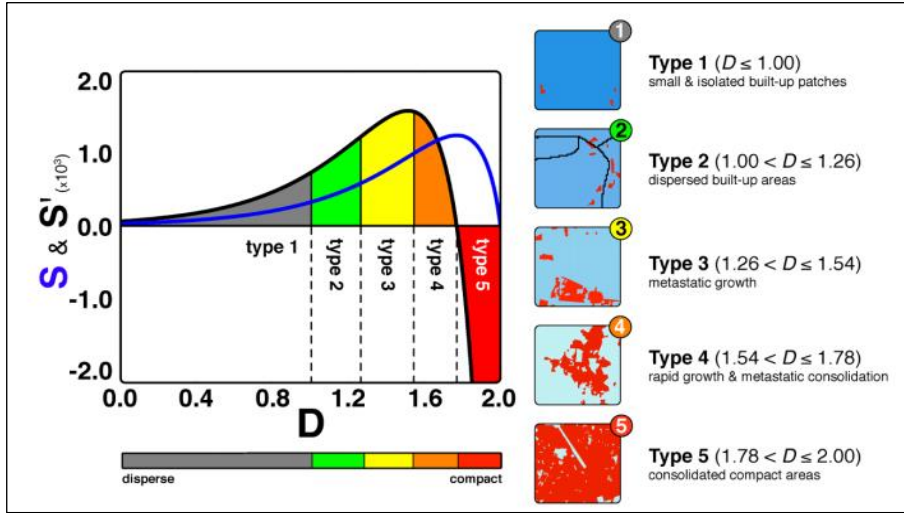 2.0
1.0
0.0
-1.0
-2.0
S & S' (x10³)
type 1
type 2
type 3
type 4
type 5
0.0 0.4 0.8 1.2 1.6 2.0
D
disperse compact
1
Type 1 (D ≤ 1.00)
small & isolated built-up patches
2
Type 2 (1.00 < D ≤ 1.26)
dispersed built-up areas
3
Type 3 (1.26 < D ≤ 1.54)
metastatic growth
4
Type 4 (1.54 < D ≤ 1.78)
rapid growth & metastatic consolidation
5
Type 5 (1.78 < D ≤ 2.00)
consolidated compact areas